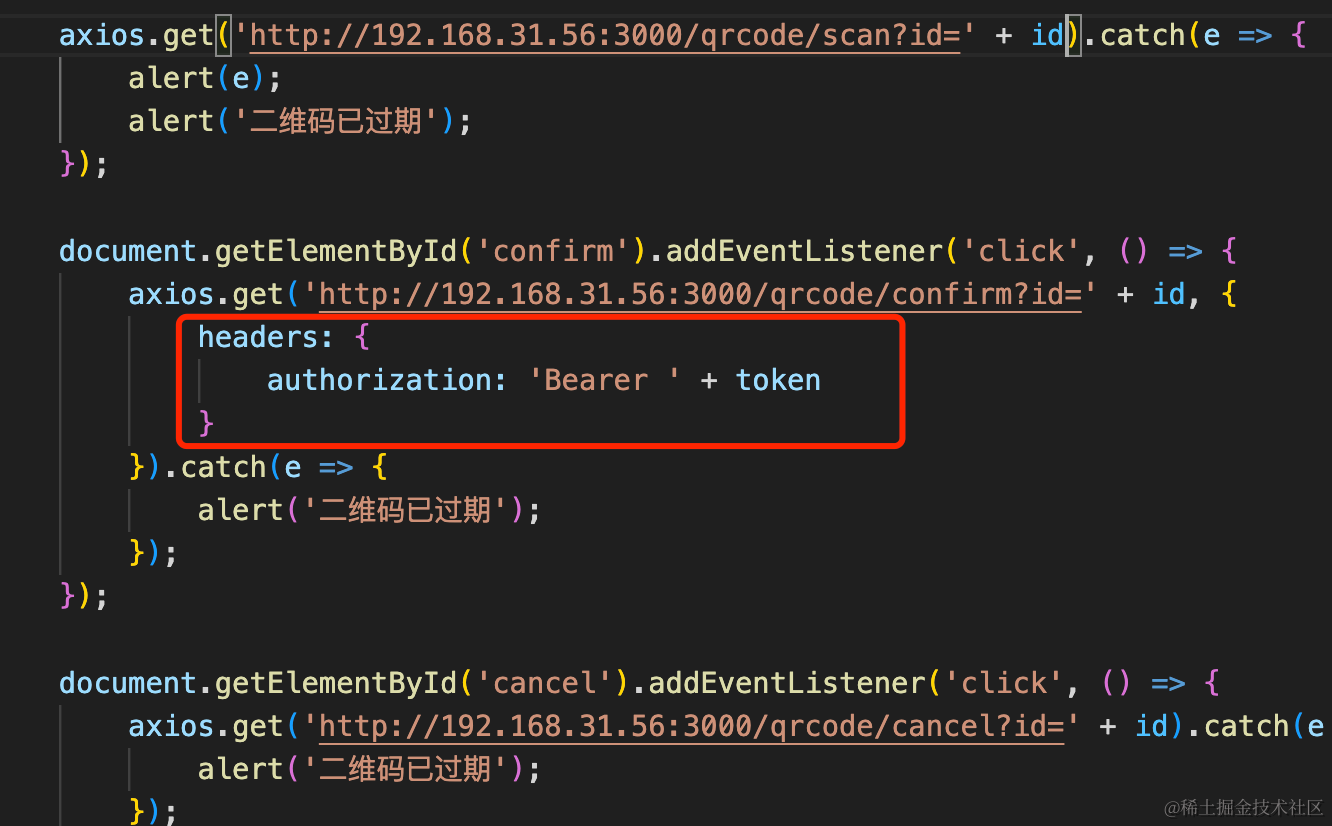 axios.get('http://192.168.31.56:3000/qrcode/scan?id=' + id).catch(e => {
    alert(e);
    alert('二维码已过期');
});
document.getElementById('confirm').addEventListener('click', () => {
    axios.get('http://192.168.31.56:3000/qrcode/confirm?id=' + id, {
        headers: {
            authorization: 'Bearer ' + token
        }
    }).catch(e => {
        alert('二维码已过期');
    });
});
document.getElementById('cancel').addEventListener('click', () => {
    axios.get('http://192.168.31.56:3000/qrcode/cancel?id=' + id).catch(e
        alert('二维码已过期');
    });
@稀土掘金技术社区